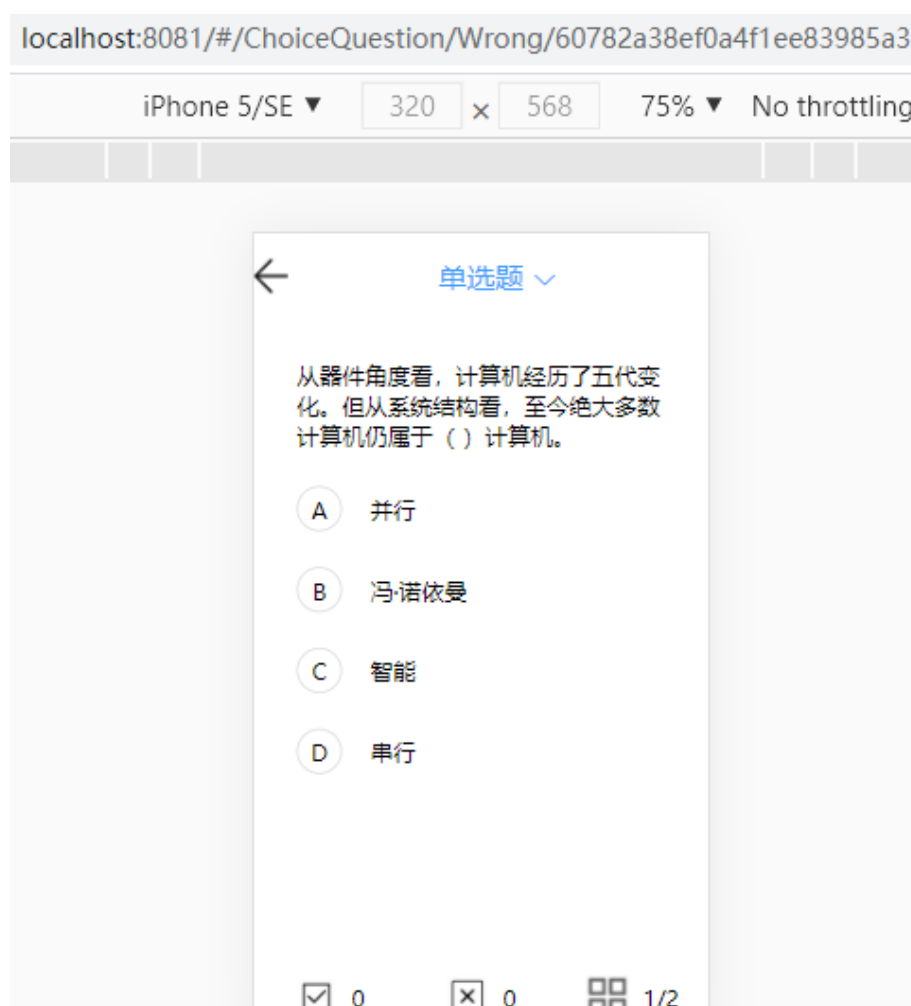 localhost:8081/#/ChoiceQuestion/Wrong/60782a38ef0a4f1ee83985a3
iPhone 5/SE ▼ 320 × 568 75% ▼ No throttling
单选题
从器件角度看，计算机经历了五代变
化。但从系统结构看，至今绝大多数
计算机仍属于（ ）计算机。
A 并行
B 冯·诺依曼
C 智能
D 串行
0 0 1/2